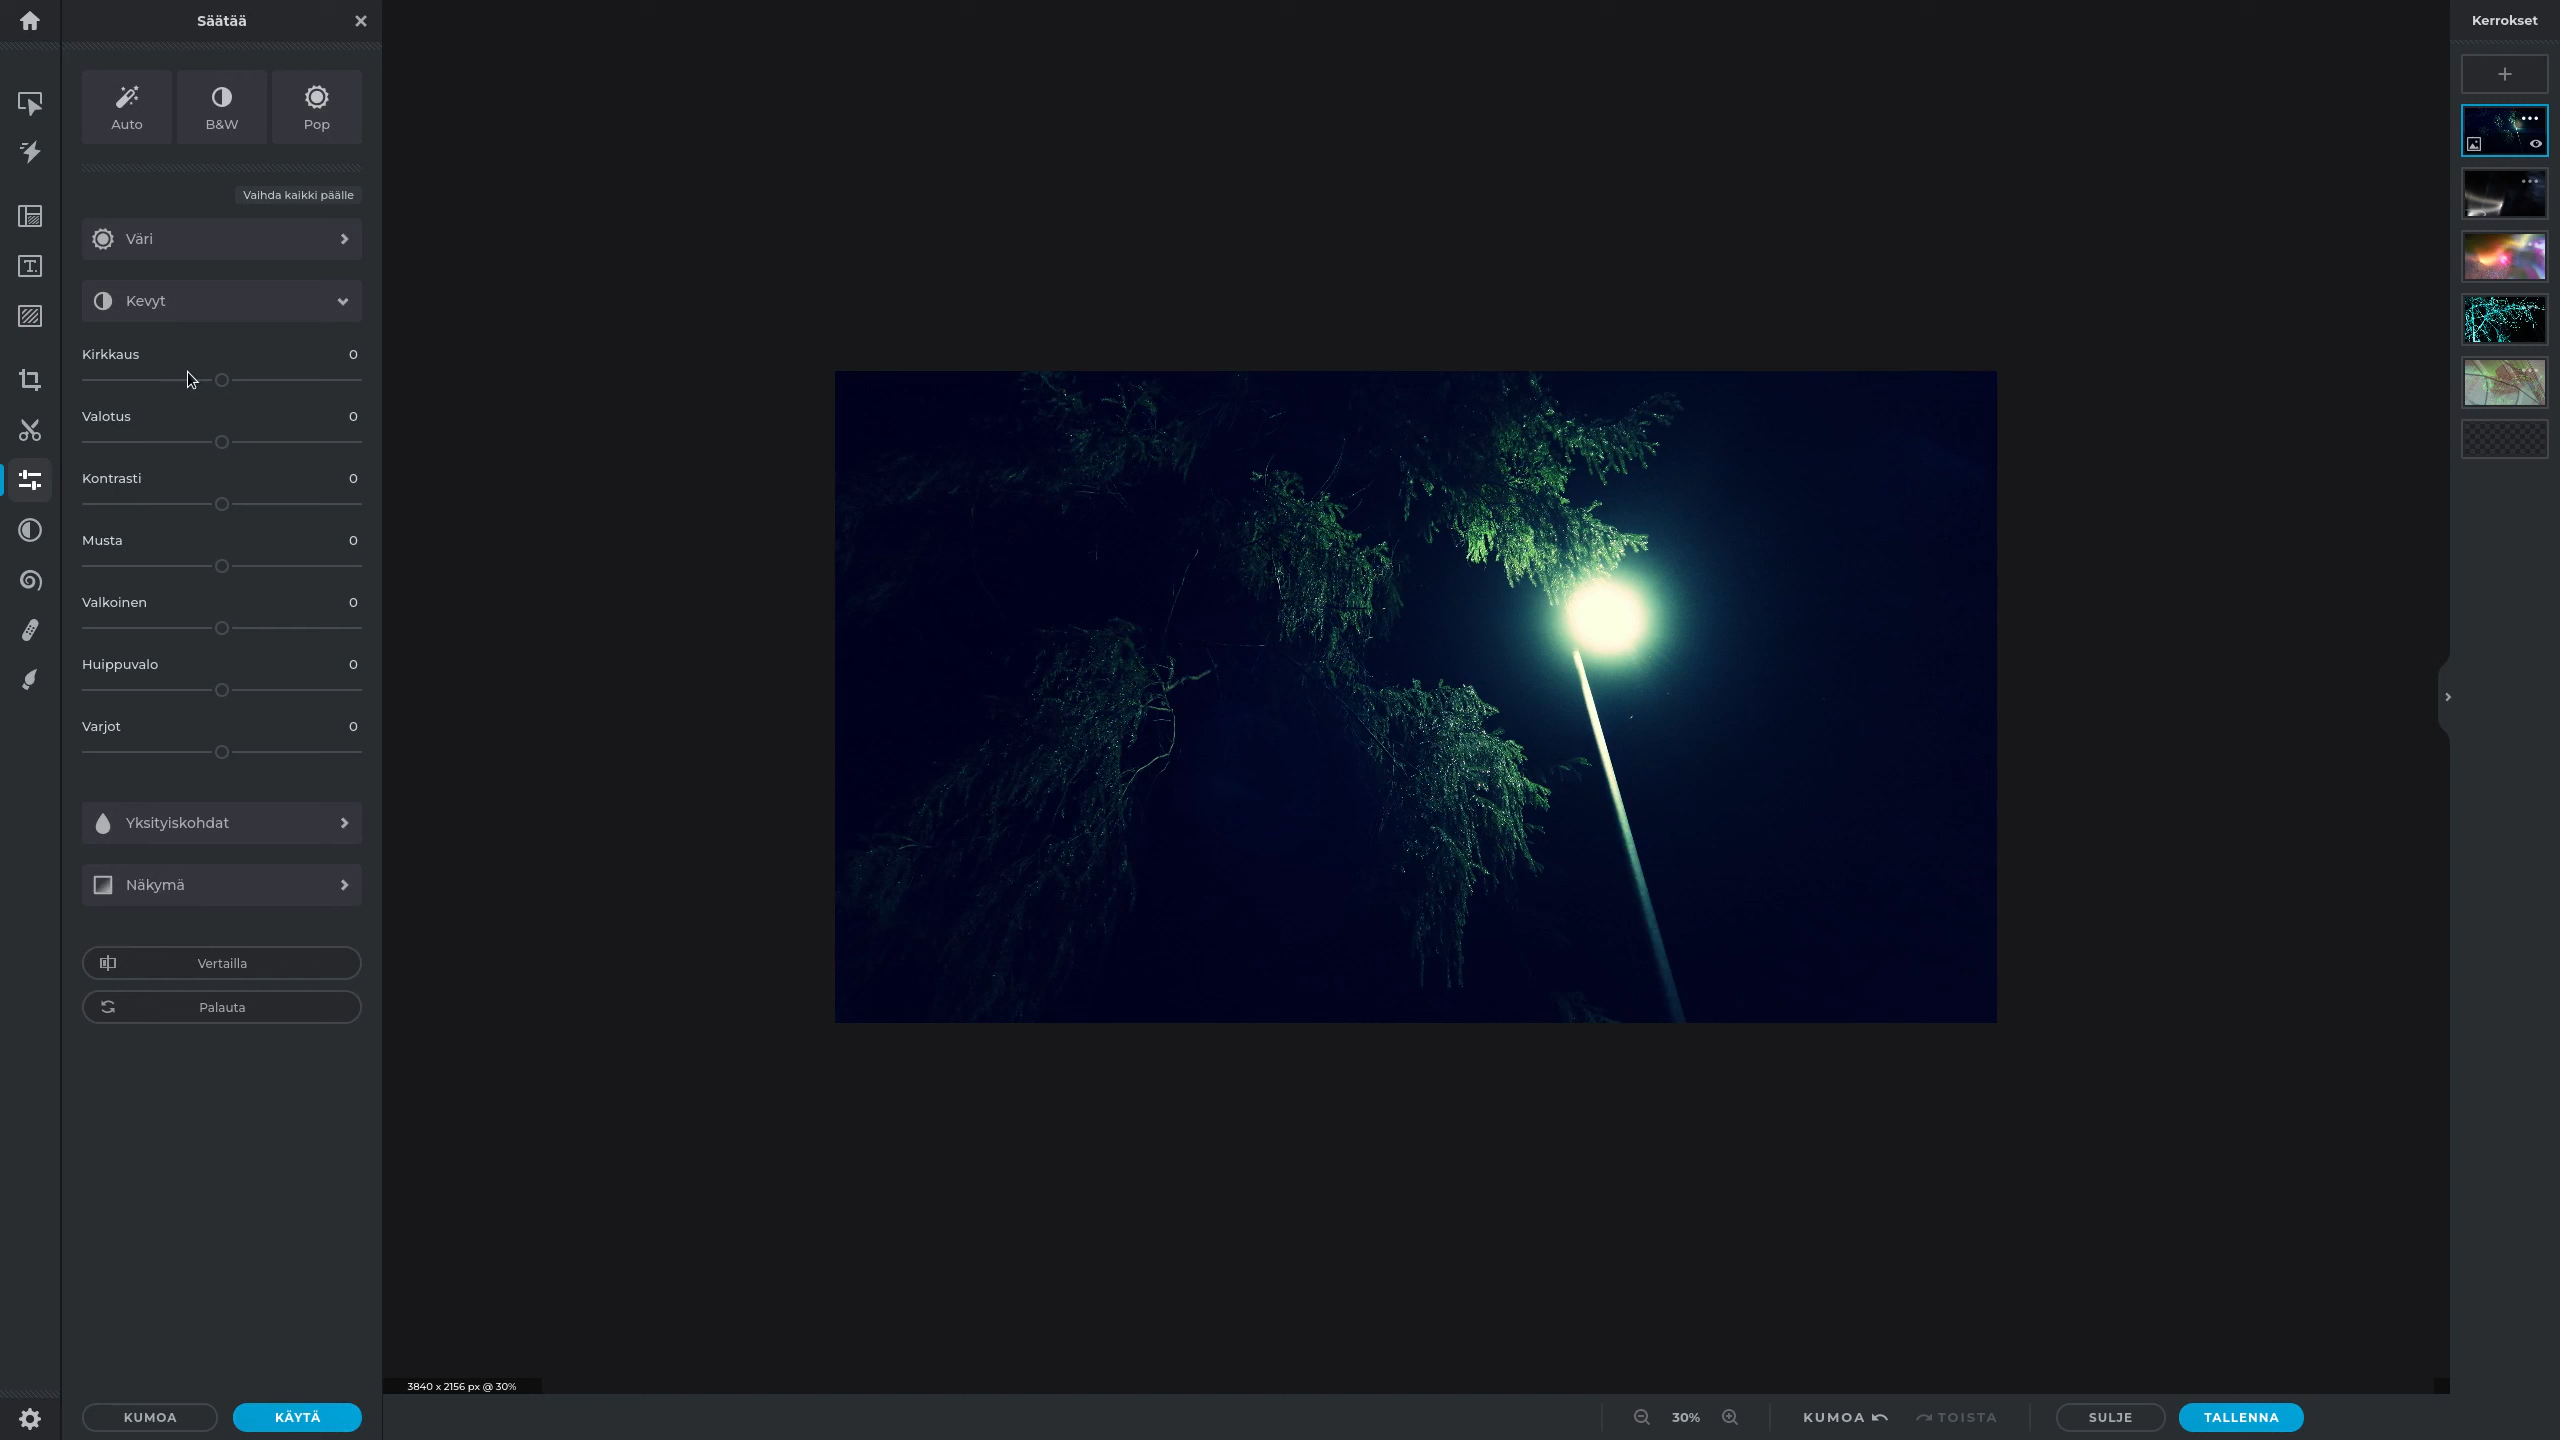 Säätää
Auto
B&W
Pop
Vaihda kaikki päälle
Väri
Kevyt
Kirkkaus 0
Valotus 0
Kontrasti 0
Musta 0
Valkoinen 0
Huippuvalo 0
Varjot 0
Yksityiskohdat
Näkymä
Vertailla
Palauta
KUMOA
KÄYTÄ
3840 x 2156 px @ 30%
30%
KUMOA
TOISTA
SULJE
TALLENNA
Kerrokset